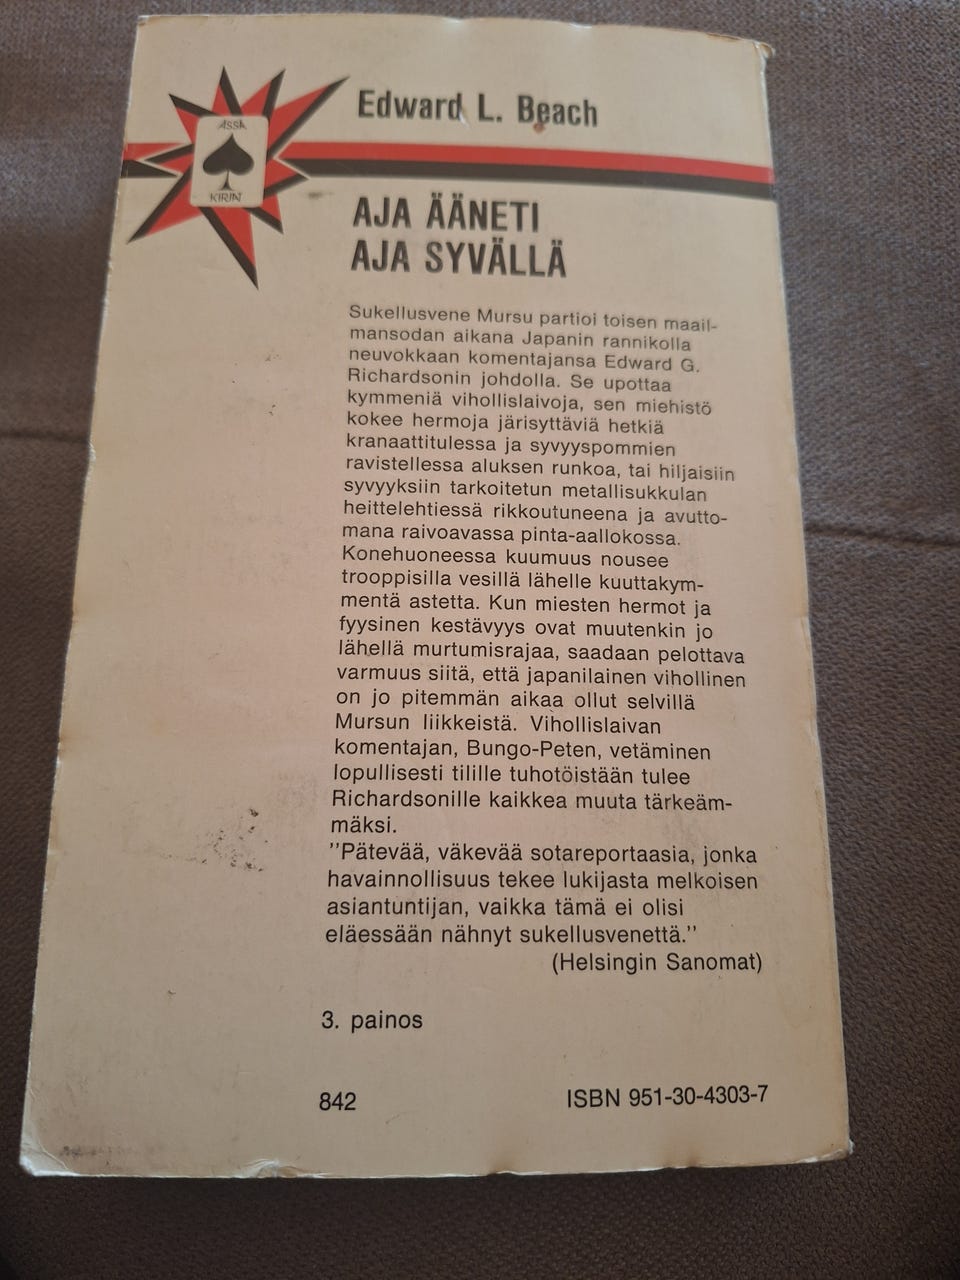 ÄSSÄ
KIRJAT
Edward L. Beach
AJA ÄÄNETI
AJA SYVÄLLÄ
Sukellusvene Mursu partioi toisen maail-
mansodan aikana Japanin rannikolla
neuvokkaan komentajansa Edward G.
Richardsonin johdolla. Se upottaa
kymmeniä vihollislaivoja, sen miehistö
kokee hermoja järisyttäviä hetkiä
kranaattitulessa ja syvyyspommien
ravistellessa aluksen runkoa, tai hiljaisiin
syvyyksiin tarkoitetun metallisukkulan
heittelehtiessä rikkoutuneena ja avutto-
mana raivoavassa pinta-aallokossa.
Konehuoneessa kuumuus nousee
trooppisilla vesillä lähelle kuuttakym-
mentä astetta. Kun miesten hermot ja
fyysinen kestävyys ovat muutenkin jo
lähellä murtumisrajaa, saadaan pelottava
varmuus siitä, että japanilainen vihollinen
on jo pitemmän aikaa ollut selvillä
Mursun liikkeistä. Vihollislaivan
komentajan, Bungo-Peten, vetäminen
lopullisesti tilille tuhotöistään tulee
Richardsonille kaikkea muuta tärkeäm-
mäksi.
"Pätevää, väkevää sotareportaasia, jonka
havainnollisuus tekee lukijasta melkoisen
asiantuntijan, vaikka tämä ei olisi
eläessään nähnyt sukellusvenettä."
(Helsingin Sanomat)
3. painos
842
ISBN 951-30-4303-7